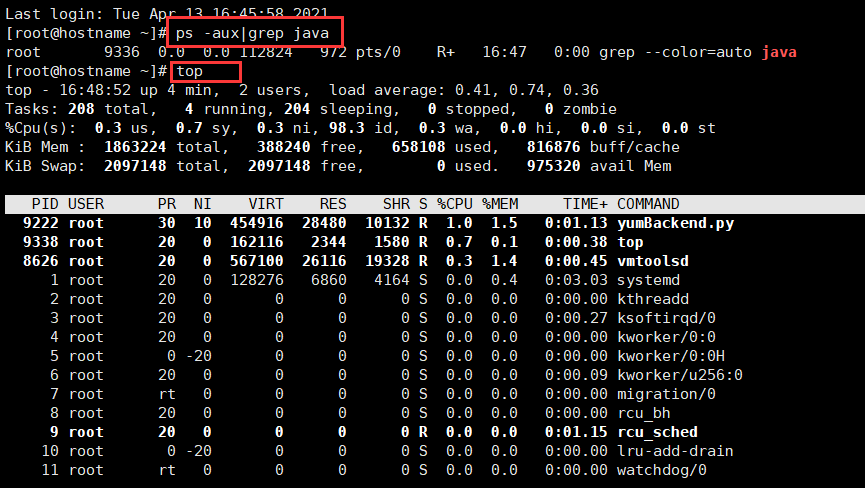 Last login: Tue Apr 13 16:45:58 2021
[root@hostname ~]# ps -aux|grep java
root 9336 0.0 0.0 112824 972 pts/0 R+ 16:47 0:00 grep --color=auto java
[root@hostname ~]# top
top - 16:48:52 up 4 min, 2 users, load average: 0.41, 0.74, 0.36
Tasks: 208 total, 4 running, 204 sleeping, 0 stopped, 0 zombie
%Cpu(s): 0.3 us, 0.7 sy, 0.3 ni, 98.3 id, 0.3 wa, 0.0 hi, 0.0 si, 0.0 st
KiB Mem : 1863224 total, 388240 free, 658108 used, 816876 buff/cache
KiB Swap: 2097148 total, 2097148 free, 0 used. 975320 avail Mem
PID USER PR NI VIRT RES SHR S %CPU %MEM TIME+ COMMAND
9222 root 30 10 454916 28480 10132 R 1.0 1.5 0:01.13 yumBackend.py
9338 root 20 0 162116 2344 1580 R 0.7 0.1 0:00.38 top
8626 root 20 0 567100 26116 19328 R 0.3 1.4 0:00.45 vmtoolsd
1 root 20 0 128276 6860 4164 S 0.0 0.4 0:03.03 systemd
2 root 20 0 0 0 0 S 0.0 0.0 0:00.00 kthreadd
3 root 20 0 0 0 0 S 0.0 0.0 0:00.27 ksoftirqd/0
4 root 20 0 0 0 0 S 0.0 0.0 0:00.00 kworker/0:0
5 root 0 -20 0 0 0 S 0.0 0.0 0:00.00 kworker/0:0H
6 root 20 0 0 0 0 S 0.0 0.0 0:00.09 kworker/u256:0
7 root rt 0 0 0 0 S 0.0 0.0 0:00.00 migration/0
8 root 20 0 0 0 0 S 0.0 0.0 0:00.00 rcu_bh
9 root 20 0 0 0 0 R 0.0 0.0 0:01.15 rcu_sched
10 root 0 -20 0 0 0 S 0.0 0.0 0:00.00 lru-add-drain
11 root rt 0 0 0 0 S 0.0 0.0 0:00.00 watchdog/0